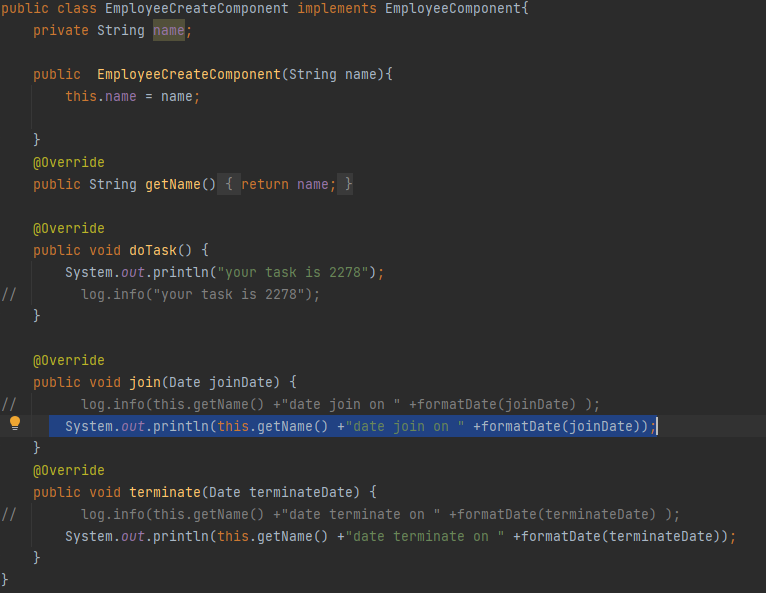 public class EmployeeCreateComponent implements EmployeeComponent{
    private String name;

    public  EmployeeCreateComponent(String name){
        this.name = name;

    }
    @Override
    public String getName() { return name; }

    @Override
    public void doTask() {
        System.out.println("your task is 2278");
//        log.info("your task is 2278");
    }

    @Override
    public void join(Date joinDate) {
//        log.info(this.getName() +"date join on " +formatDate(joinDate) );
        System.out.println(this.getName() +"date join on " +formatDate(joinDate));
    }
    @Override
    public void terminate(Date terminateDate) {
//        log.info(this.getName() +"date terminate on " +formatDate(terminateDate) );
        System.out.println(this.getName() +"date terminate on " +formatDate(terminateDate));
    }
}